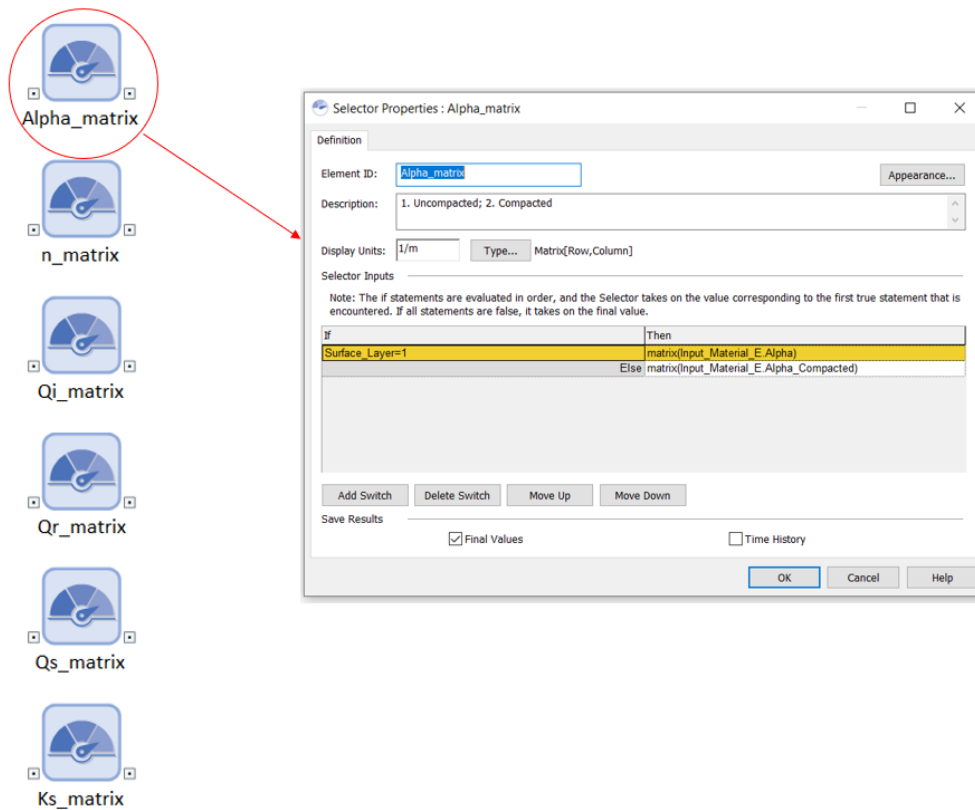 Alpha_matrix
n_matrix
Qi_matrix
Qr_matrix
Qs_matrix
Ks_matrix
Selector Properties : Alpha_matrix
Definition
Element ID: Alpha_matrix Appearance...
Description: 1. Uncompacted; 2. Compacted
Display Units: 1/m Type... Matrix[Row,Column]
Selector Inputs
Note: The if statements are evaluated in order, and the Selector takes on the value corresponding to the first true statement that is
encountered. If all statements are false, it takes on the final value.
If Then
Surface_Layer=1 matrix(Input_Material_E.Alpha)
Else matrix(Input_Material_E.Alpha_Compacted)
Add Switch Delete Switch Move Up Move Down
Save Results
Final Values Time History
OK Cancel Help